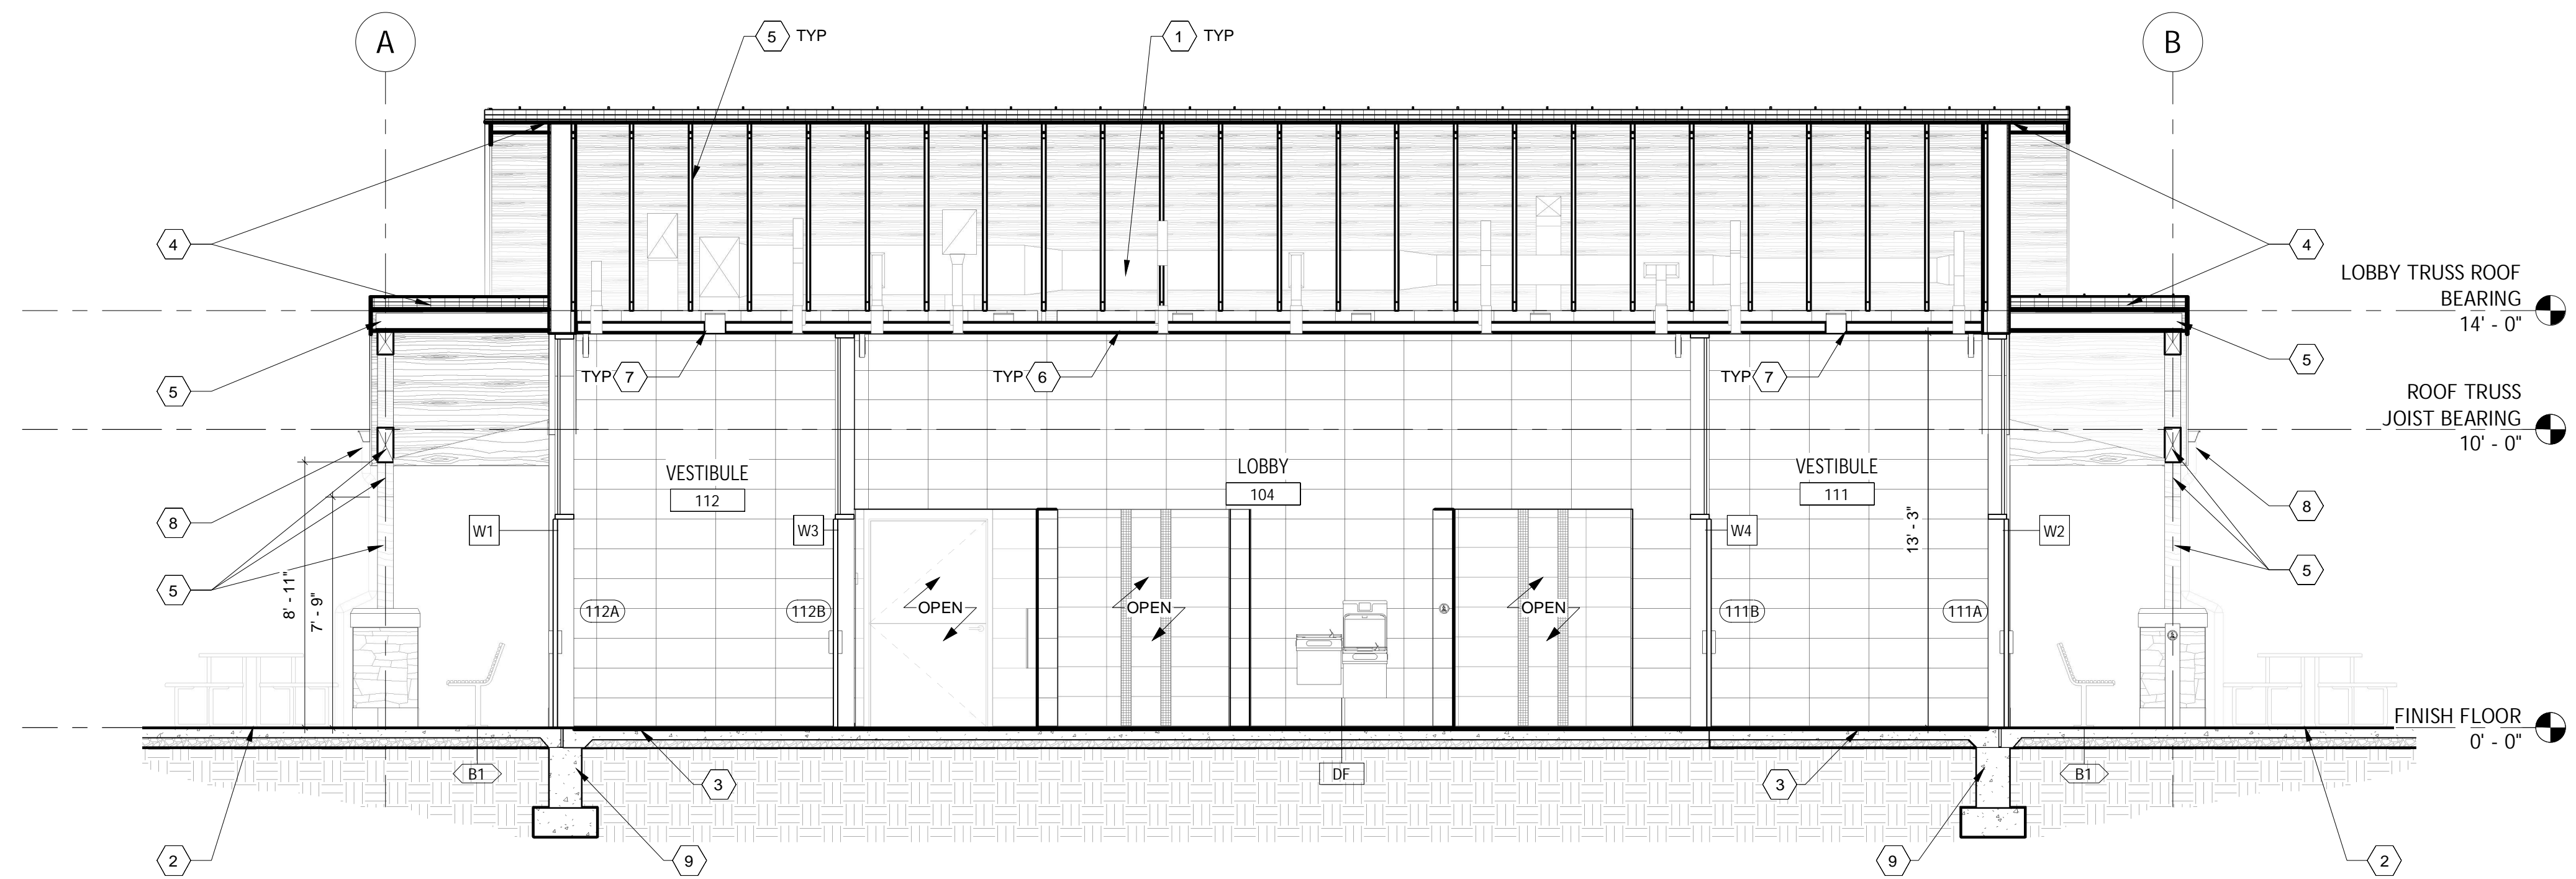 A
5 TYP
1 TYP
B
4
4
LOBBY TRUSS ROOF
BEARING
14' - 0"
5
TYP 7
TYP 6
TYP 7
5
ROOF TRUSS
JOIST BEARING
10' - 0"
VESTIBULE
112
LOBBY
104
VESTIBULE
111
8
W1
W3
W4
13' - 3"
W2
8
5
8' - 11"
7' - 9"
112A
112B
OPEN
OPEN
OPEN
111B
111A
5
FINISH FLOOR
0' - 0"
B1
3
DF
3
B1
2
9
9
2